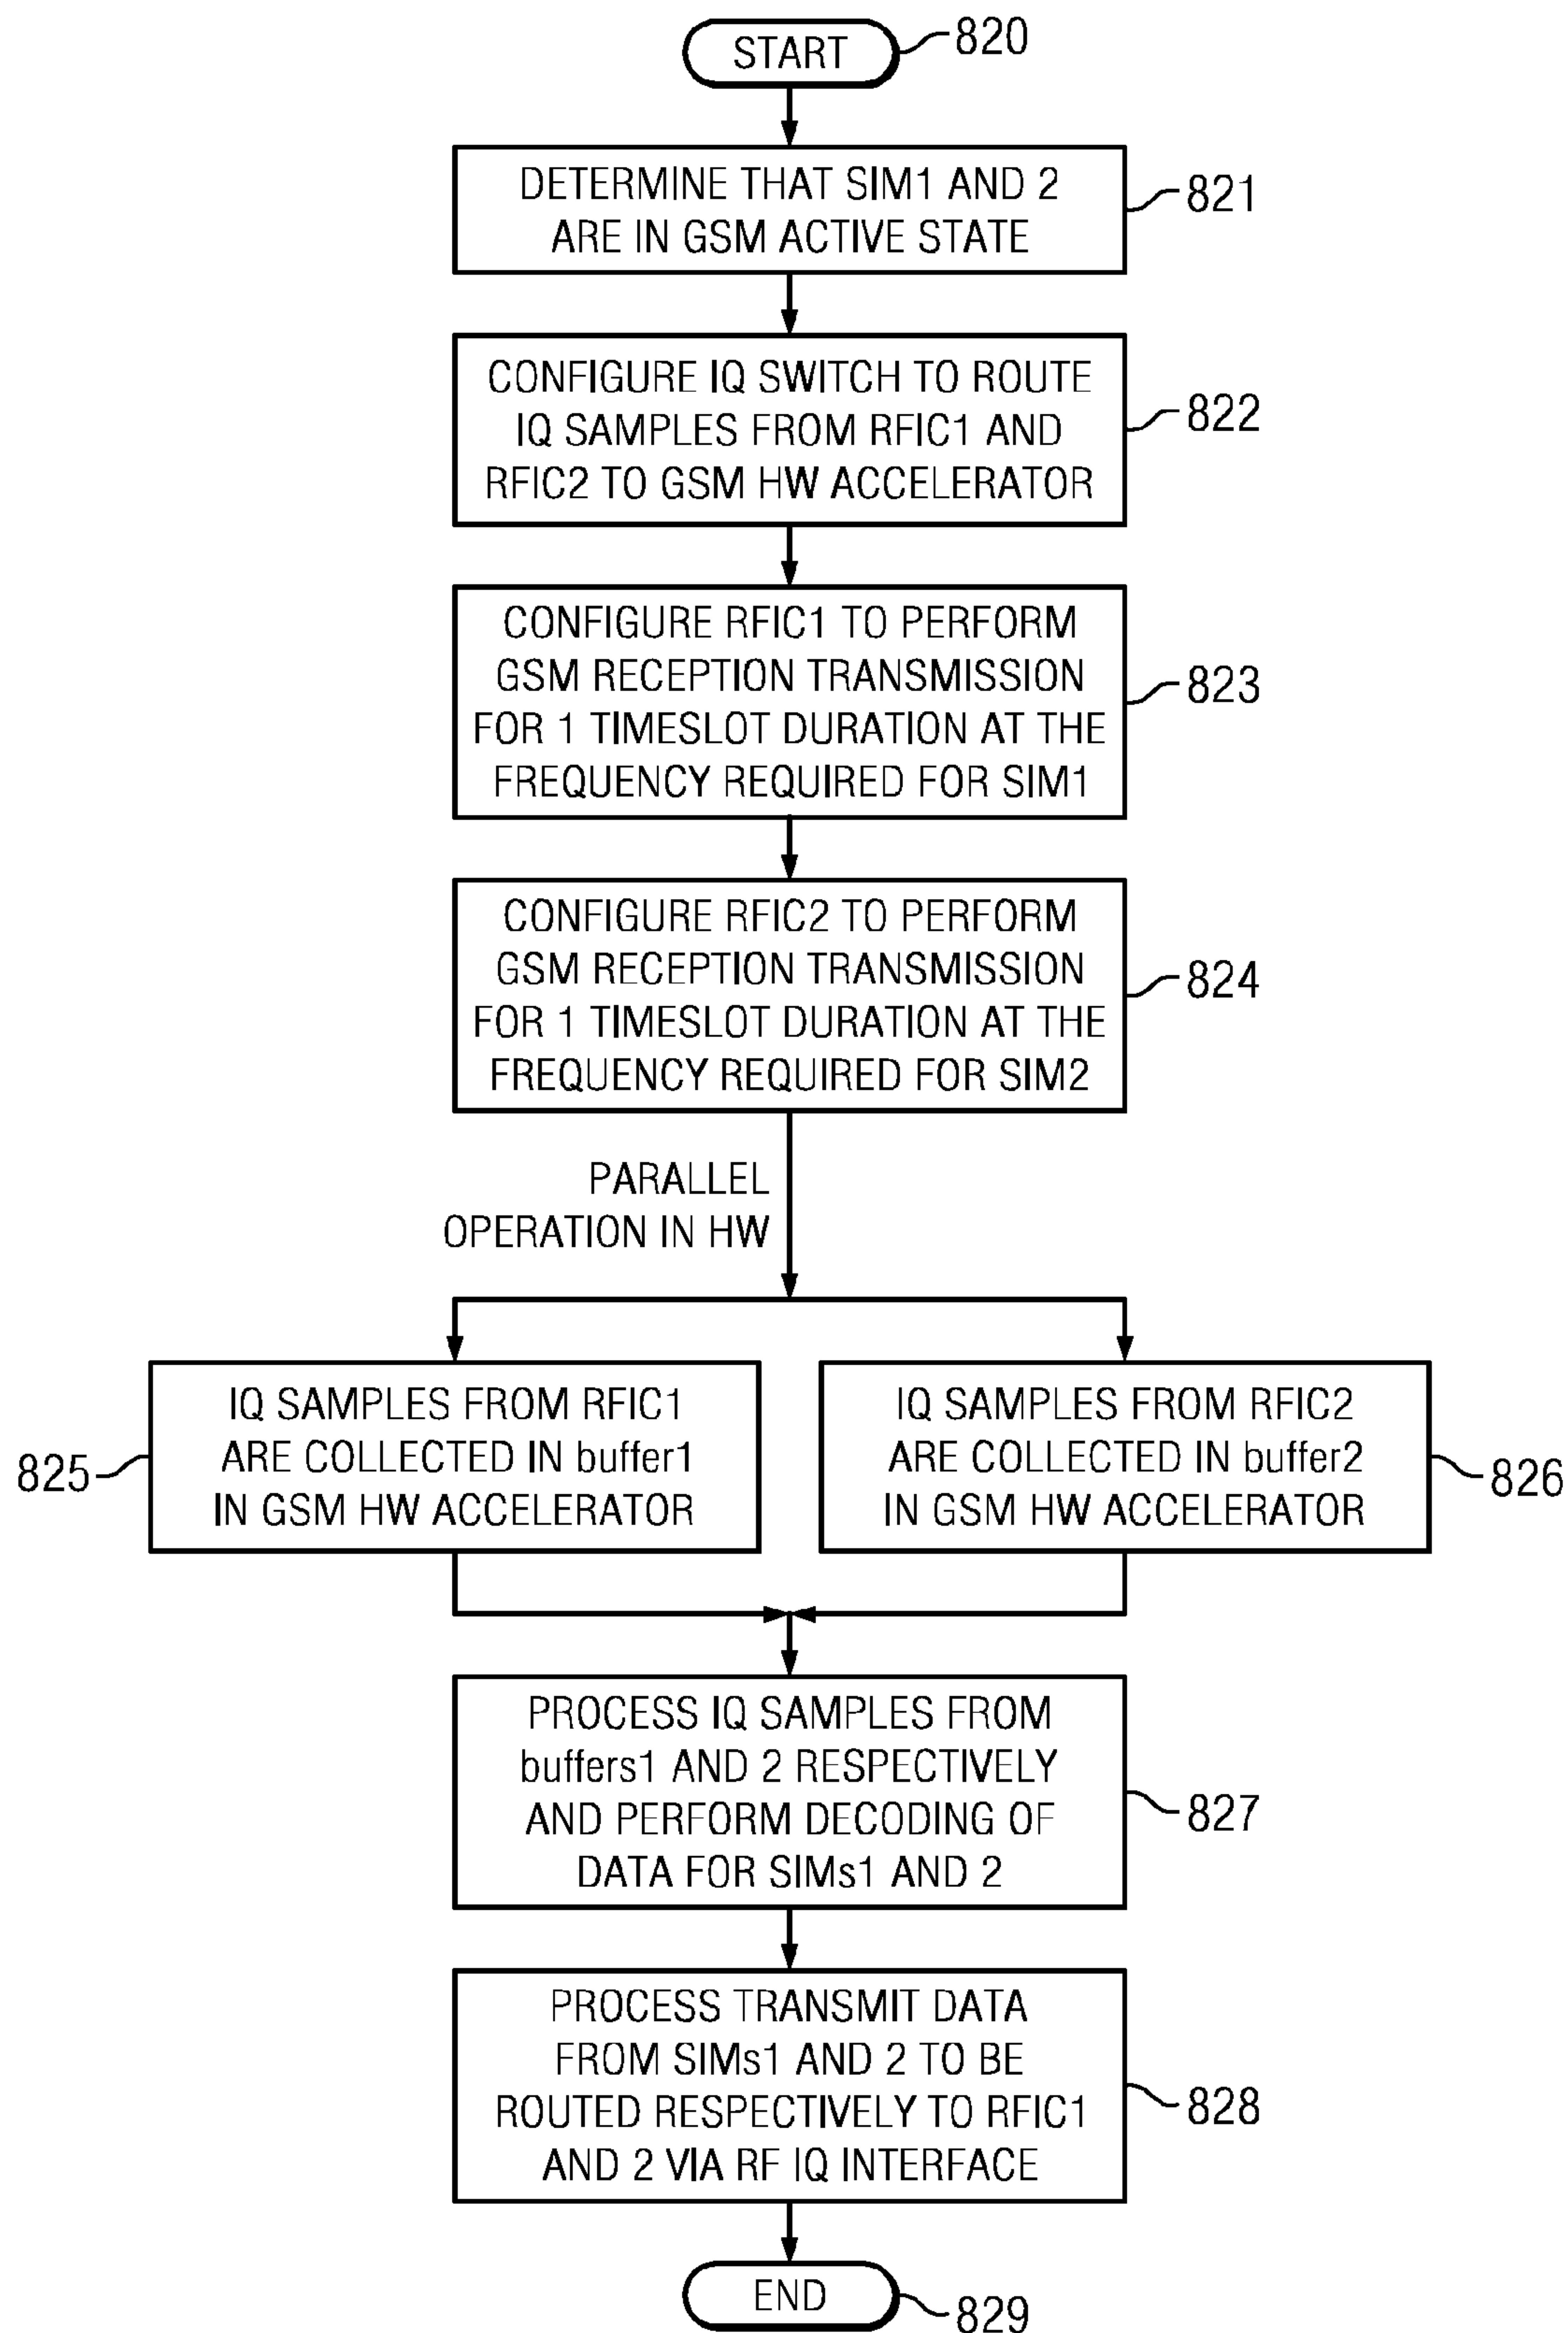 START
820
DETERMINE THAT SIM1 AND 2
ARE IN GSM ACTIVE STATE
821
CONFIGURE IQ SWITCH TO ROUTE
IQ SAMPLES FROM RFIC1 AND
RFIC2 TO GSM HW ACCELERATOR
822
CONFIGURE RFIC1 TO PERFORM
GSM RECEPTION TRANSMISSION
FOR 1 TIMESLOT DURATION AT THE
FREQUENCY REQUIRED FOR SIM1
823
CONFIGURE RFIC2 TO PERFORM
GSM RECEPTION TRANSMISSION
FOR 1 TIMESLOT DURATION AT THE
FREQUENCY REQUIRED FOR SIM2
824
PARALLEL
OPERATION IN HW
IQ SAMPLES FROM RFIC1
ARE COLLECTED IN buffer1
IN GSM HW ACCELERATOR
825
IQ SAMPLES FROM RFIC2
ARE COLLECTED IN buffer2
IN GSM HW ACCELERATOR
826
PROCESS IQ SAMPLES FROM
buffers1 AND 2 RESPECTIVELY
AND PERFORM DECODING OF
DATA FOR SIMs1 AND 2
827
PROCESS TRANSMIT DATA
FROM SIMs1 AND 2 TO BE
ROUTED RESPECTIVELY TO RFIC1
AND 2 VIA RF IQ INTERFACE
828
END
829